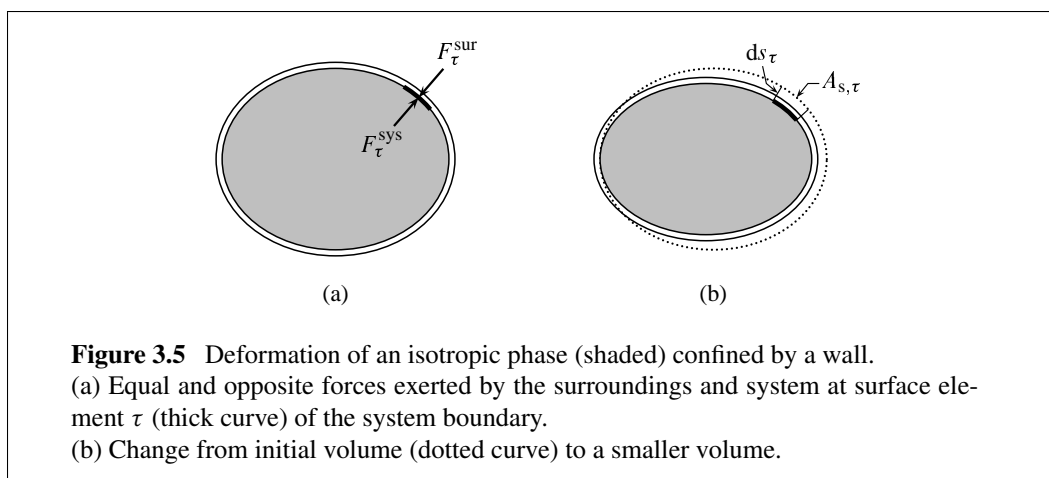 F_τ^sur
F_τ^sys
ds_τ
A_s,τ
(a)
(b)
Figure 3.5 Deformation of an isotropic phase (shaded) confined by a wall.
(a) Equal and opposite forces exerted by the surroundings and system at surface ele-
ment τ (thick curve) of the system boundary.
(b) Change from initial volume (dotted curve) to a smaller volume.